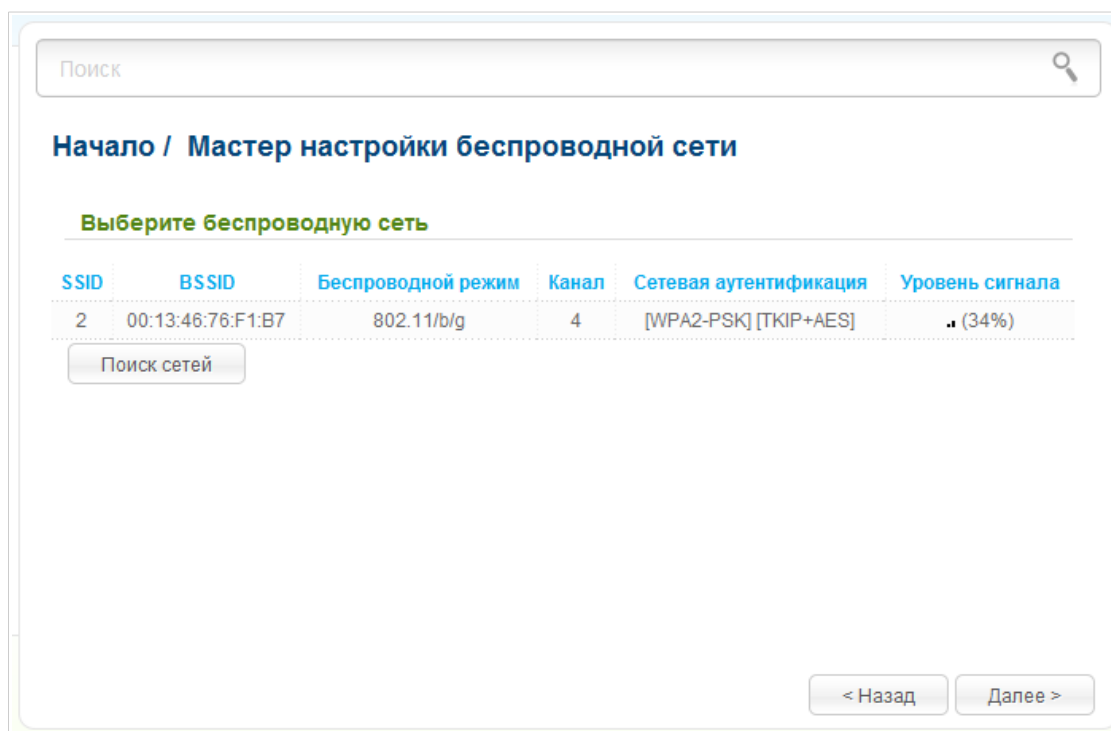 Поиск
Начало / Мастер настройки беспроводной сети
Выберите беспроводную сеть
SSID BSSID Беспроводной режим Канал Сетевая аутентификация Уровень сигнала
2 00:13:46:76:F1:B7 802.11/b/g 4 [WPA2-PSK] [TKIP+AES] (34%)
Поиск сетей
< Назад Далее >